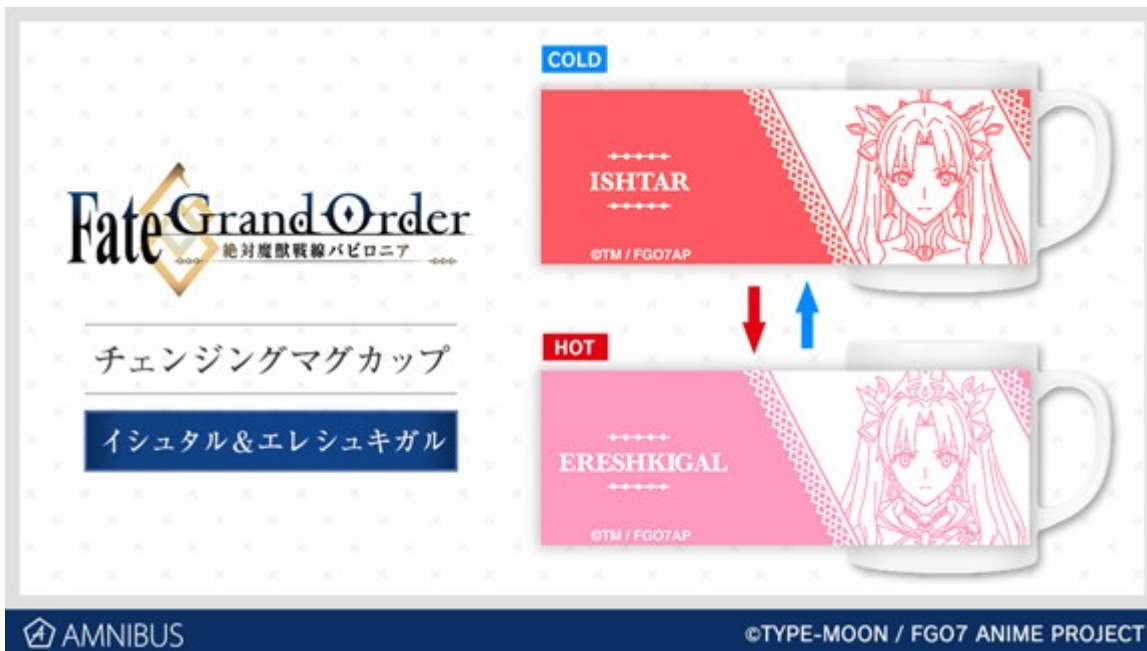 Fate Grand Order
絶対魔獣戦線バビロニア
チェンジングマグカップ
イシュタル&エレシュキガル
COLD
ISHTAR
©TM / FGO7AP
HOT
ERESHKIGAL
©TM / FGO7AP
AMNIBUS
©TYPE-MOON / FGO7 ANIME PROJECT